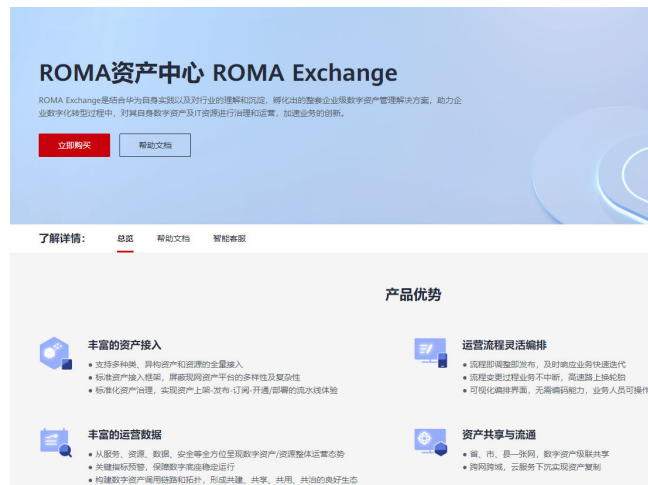 ROMA资产中心 ROMA Exchange
ROMA Exchange是结合华为自身实践以及对行业的理解和沉淀，孵化出的整套企业级数字资产管理解决方案，助力企
业数字化转型过程中，对其自身数字资产及IT资源进行治理和运营，加速业务的创新。
立即购买 帮助文档
了解详情： 总览 帮助文档 智能客服
产品优势
丰富的资产接入
• 支持多种类、异构资产和资源的全量接入
• 标准资产接入框架，屏蔽现网资产平台的多样性及复杂性
• 标准化资产治理，实现资产上架-发布-订阅-开通/部署的流水线体验
运营流程灵活编排
• 流程即调整即发布，及时响应业务快速迭代
• 流程变更过程业务不中断，高速路上换轮胎
• 可视化编排界面，无需编码能力，业务人员可操作
丰富的运营数据
• 从服务、资源、数据、安全等全方位呈现数字资产/资源整体运营态势
• 关键指标预警，保障数字底座稳定运行
• 构建数字资产调用链路和拓扑，形成共建、共享、共用、共治的良好生态
资产共享与流通
• 省、市、县一张网，数字资产级联共享
• 跨网跨域，云服务下沉实现资产复制